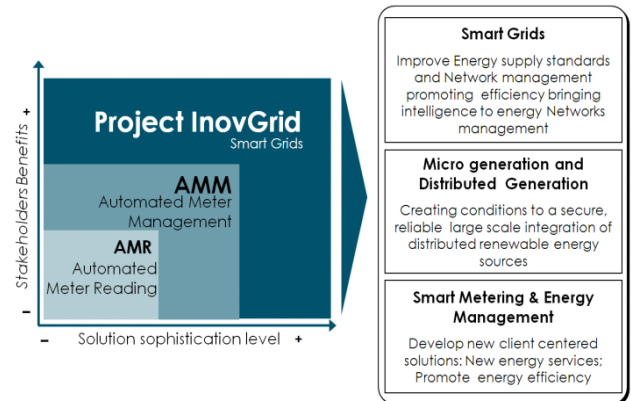 Stakeholders Benefits
+
–
Project InovGrid
Smart Grids
AMM
Automated Meter
Management
AMR
Automated
Meter Reading
– Solution sophistication level +
Smart Grids
Improve Energy supply standards
and Network management
promoting efficiency bringing
intelligence to energy Networks
management
Micro generation and
Distributed Generation
Creating conditions to a secure,
reliable large scale integration of
distributed renewable energy
sources
Smart Metering & Energy
Management
Develop new client centered
solutions: New energy services;
Promote energy efficiency